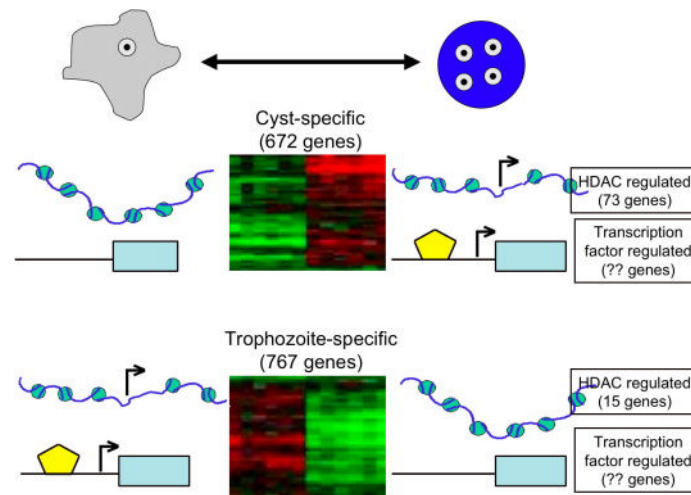 Cyst-specific
(672 genes)
HDAC regulated
(73 genes)
Transcription
factor regulated
(?? genes)
Trophozoite-specific
(767 genes)
HDAC regulated
(15 genes)
Transcription
factor regulated
(?? genes)